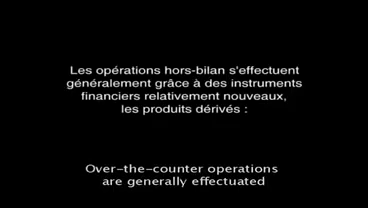 Les opérations hors-bilan s'effectuent
généralement grâce à des instruments
financiers relativement nouveaux,
les produits dérivés :
Over-the-counter operations
are generally effectuated